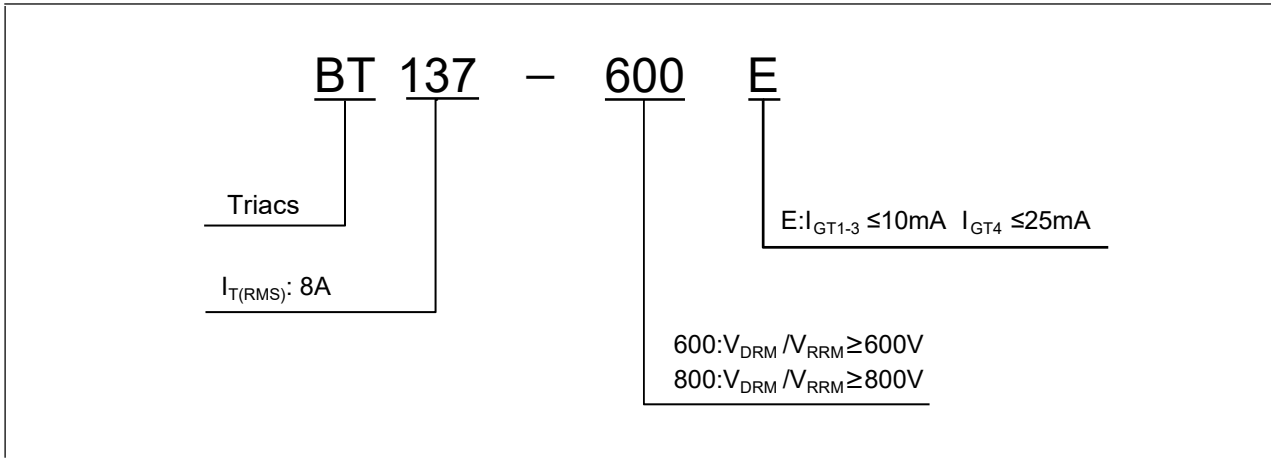 BT 137 – 600 E
Triacs
E:IGT1-3 ≤10mA IGT4 ≤25mA
IT(RMS): 8A
600:VDRM /VRRM≥600V
800:VDRM /VRRM≥800V